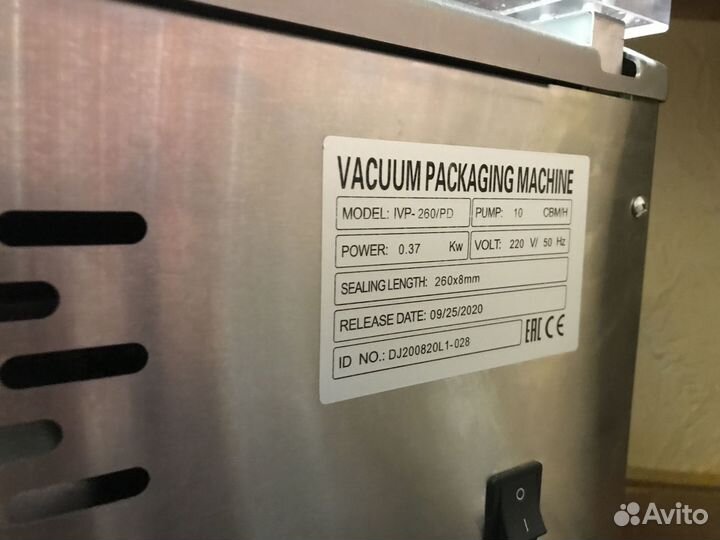 VACUUM PACKAGING MACHINE
MODEL: IVP-260/PD PUMP: 10 CBM/H
POWER: 0.37 Kw VOLT: 220 V/ 50 Hz
SEALING LENGTH: 260x8mm
RELEASE DATE: 09/25/2020
ID NO.: DJ200820L1-028
EAC CE
O
I
Avito